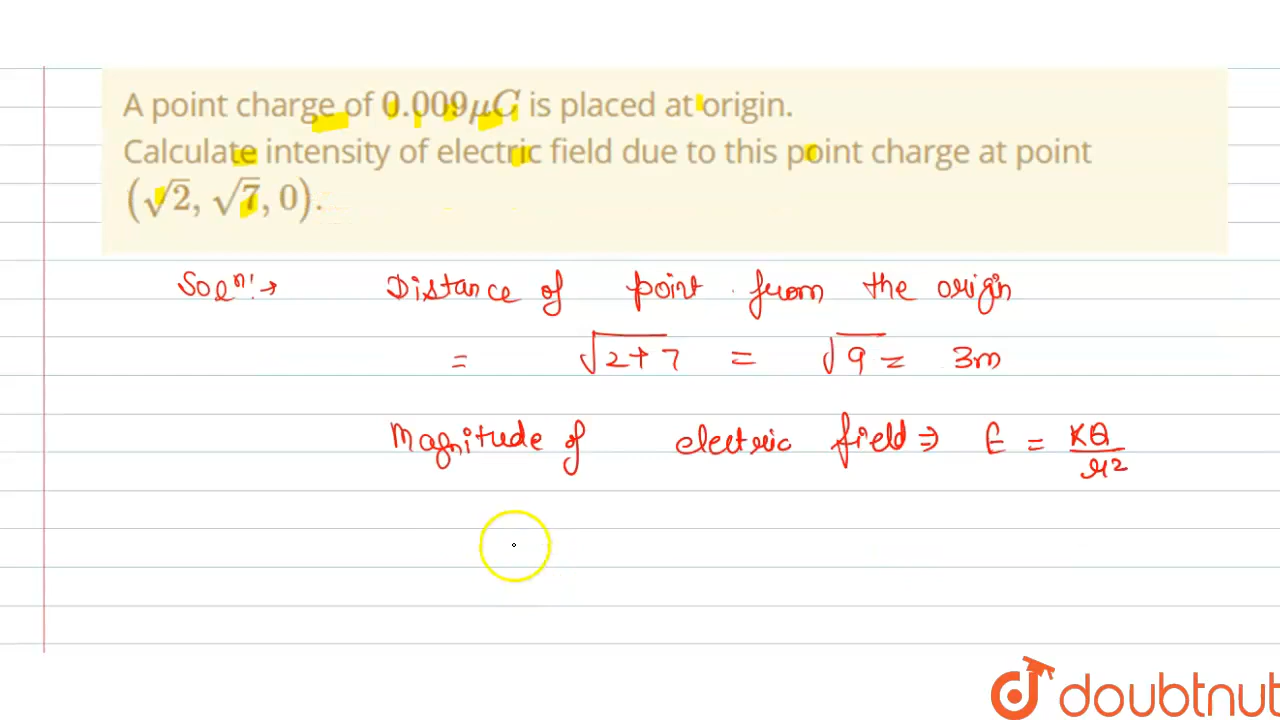 A point charge of 0.009μC is placed at origin.
Calculate intensity of electric field due to this point charge at point
(√2, √7, 0).
Solⁿ:→ Distance of point from the origin
= √2+7 = √9 = 3m
Magnitude of electric field ⇒ E = KQ/r²
doubtnut